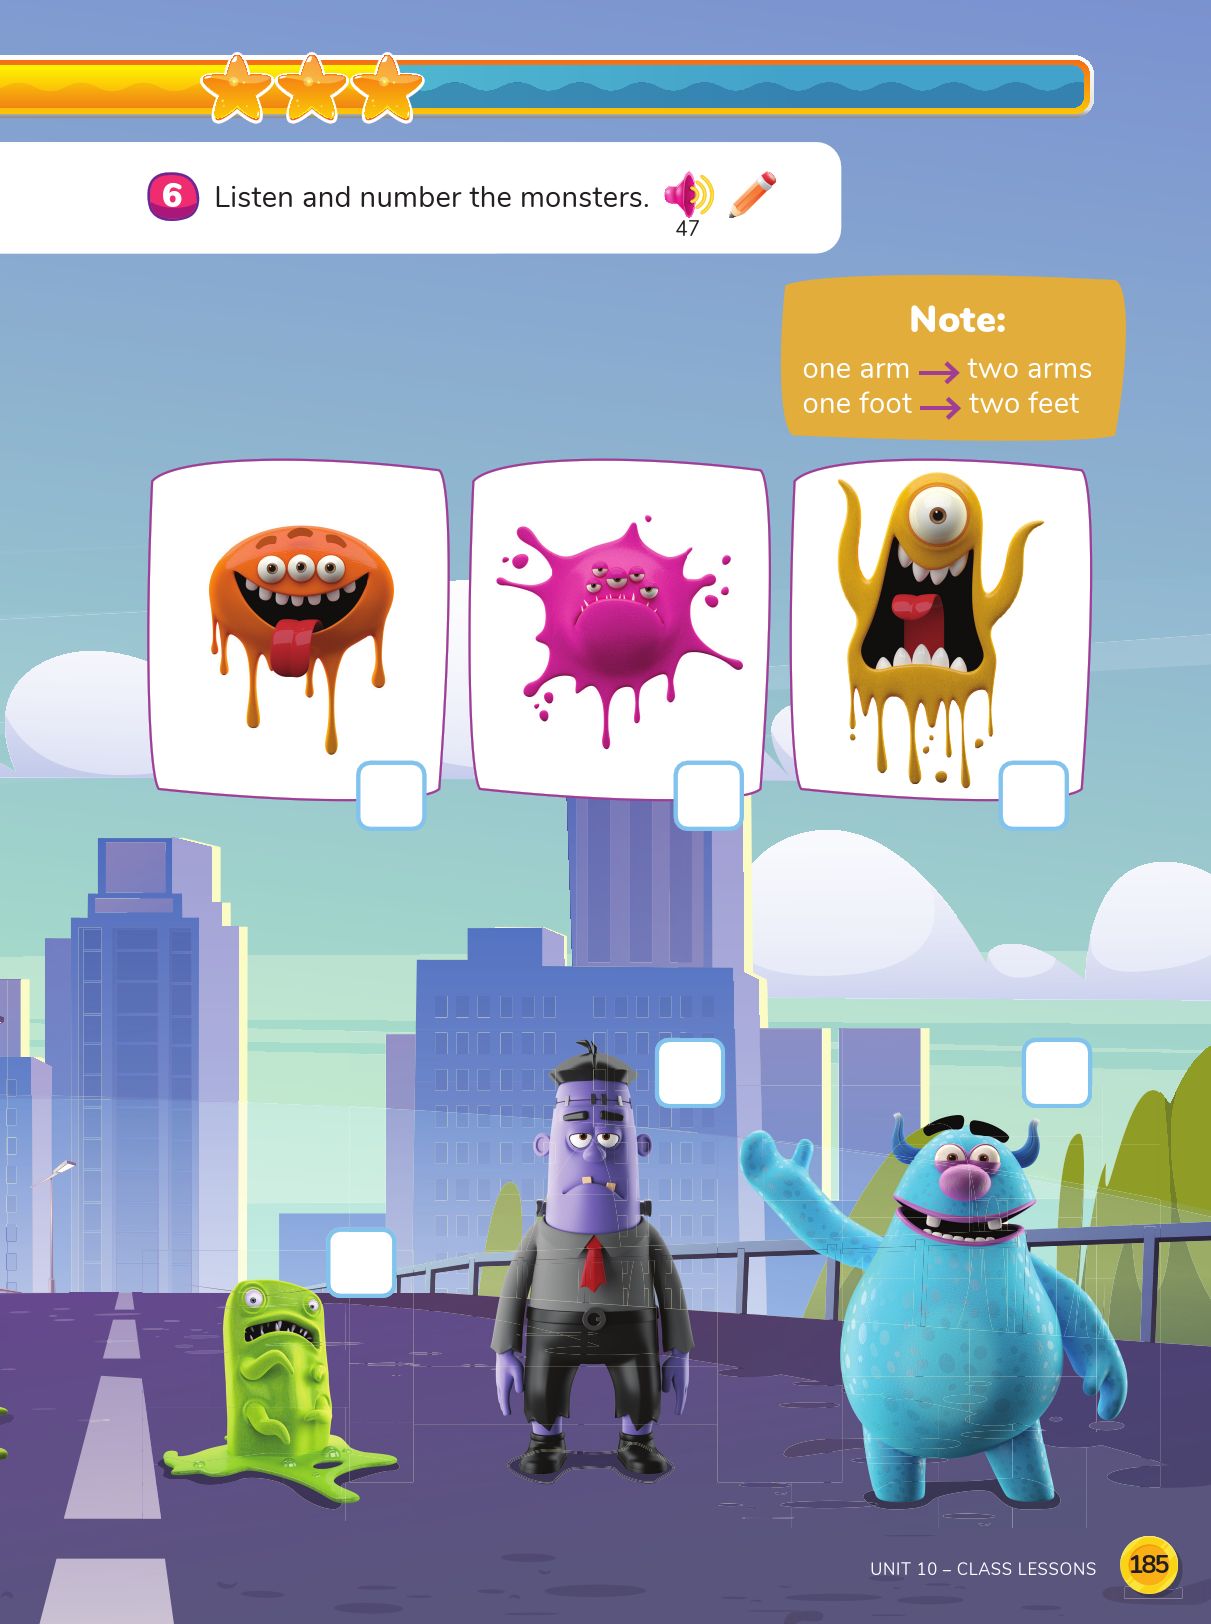 6 Listen and number the monsters.
47
Note:
one arm → two arms
one foot → two feet
UNIT 10 – CLASS LESSONS 185